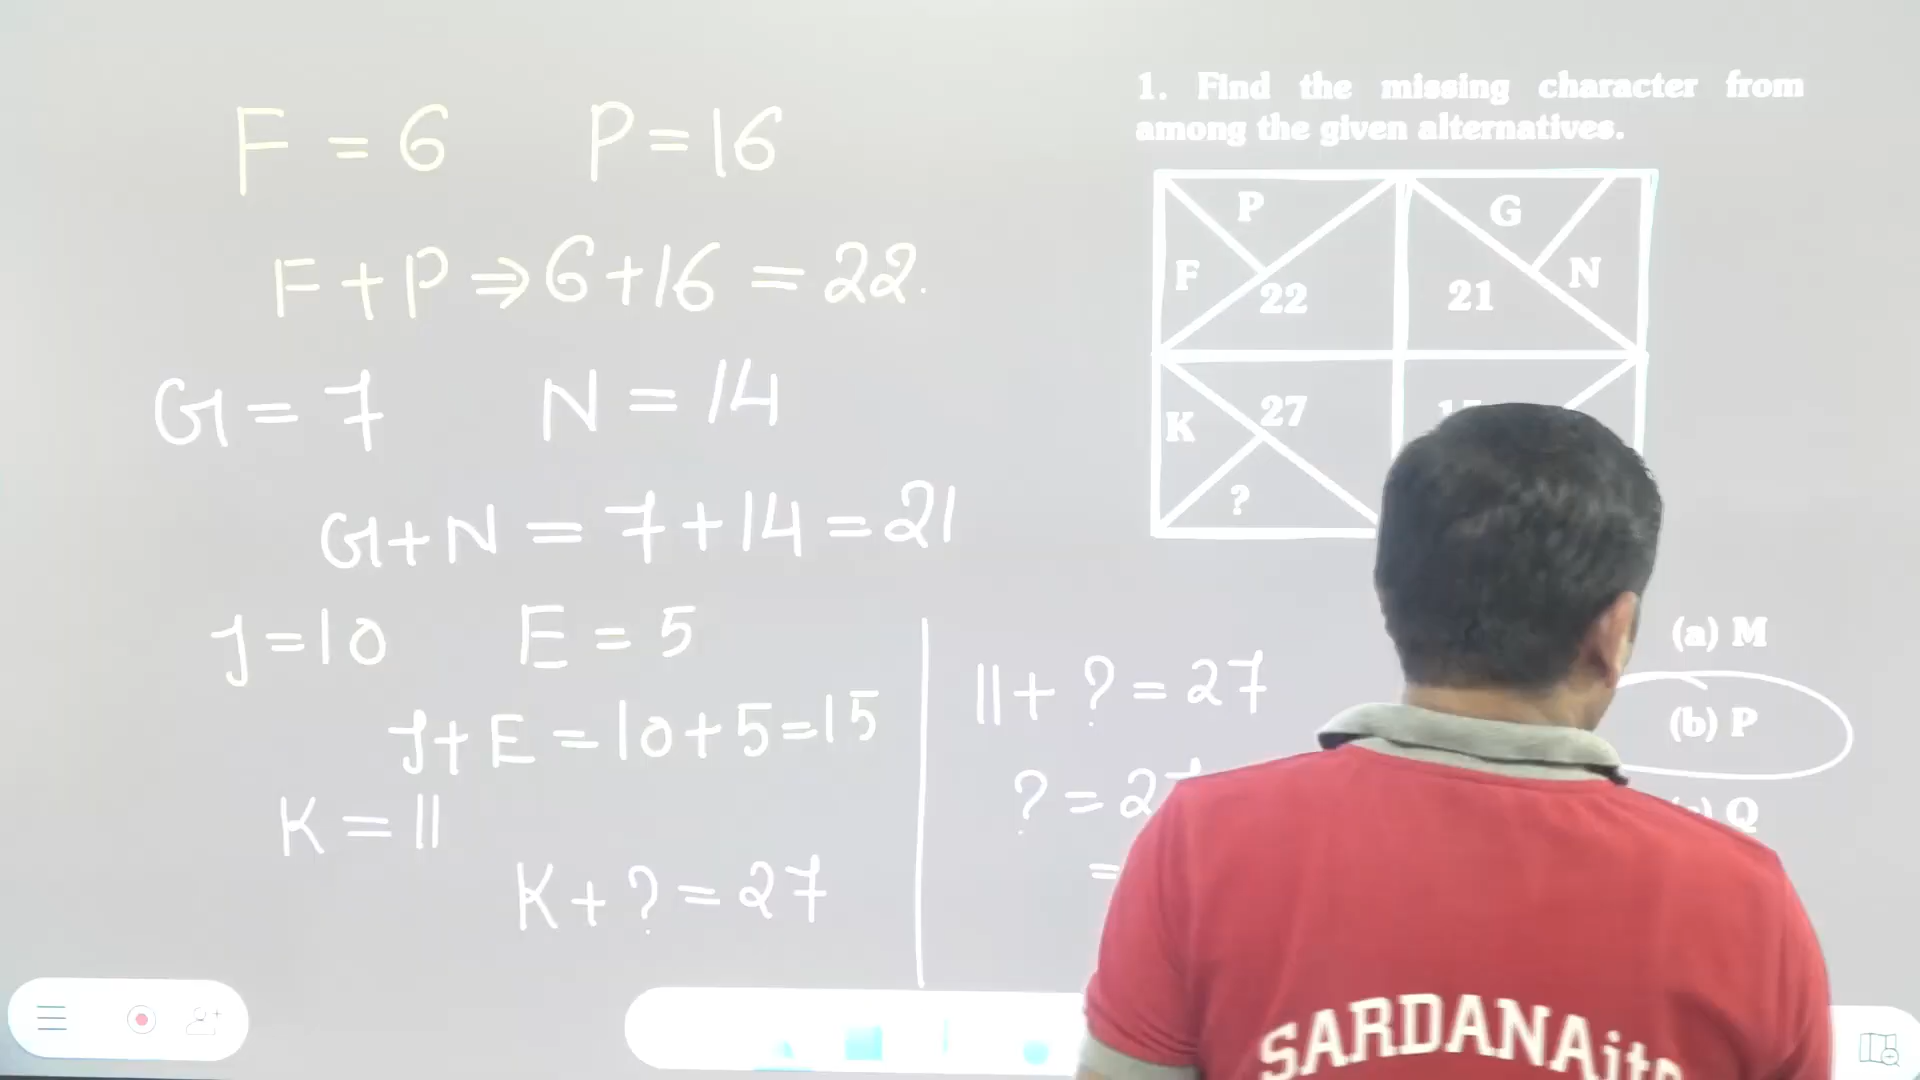 F = 6 P = 16
F + P ⇒ 6 + 16 = 22.
G = 7 N = 14
G + N = 7 + 14 = 21
J = 10 E = 5
J + E = 10 + 5 = 15
K = 11
K + ? = 27
11 + ? = 27
? = 27
=
1. Find the missing character from
among the given alternatives.
P G
F 22 21 N
K 27
?
(a) M
(b) P
Q
SARDANA